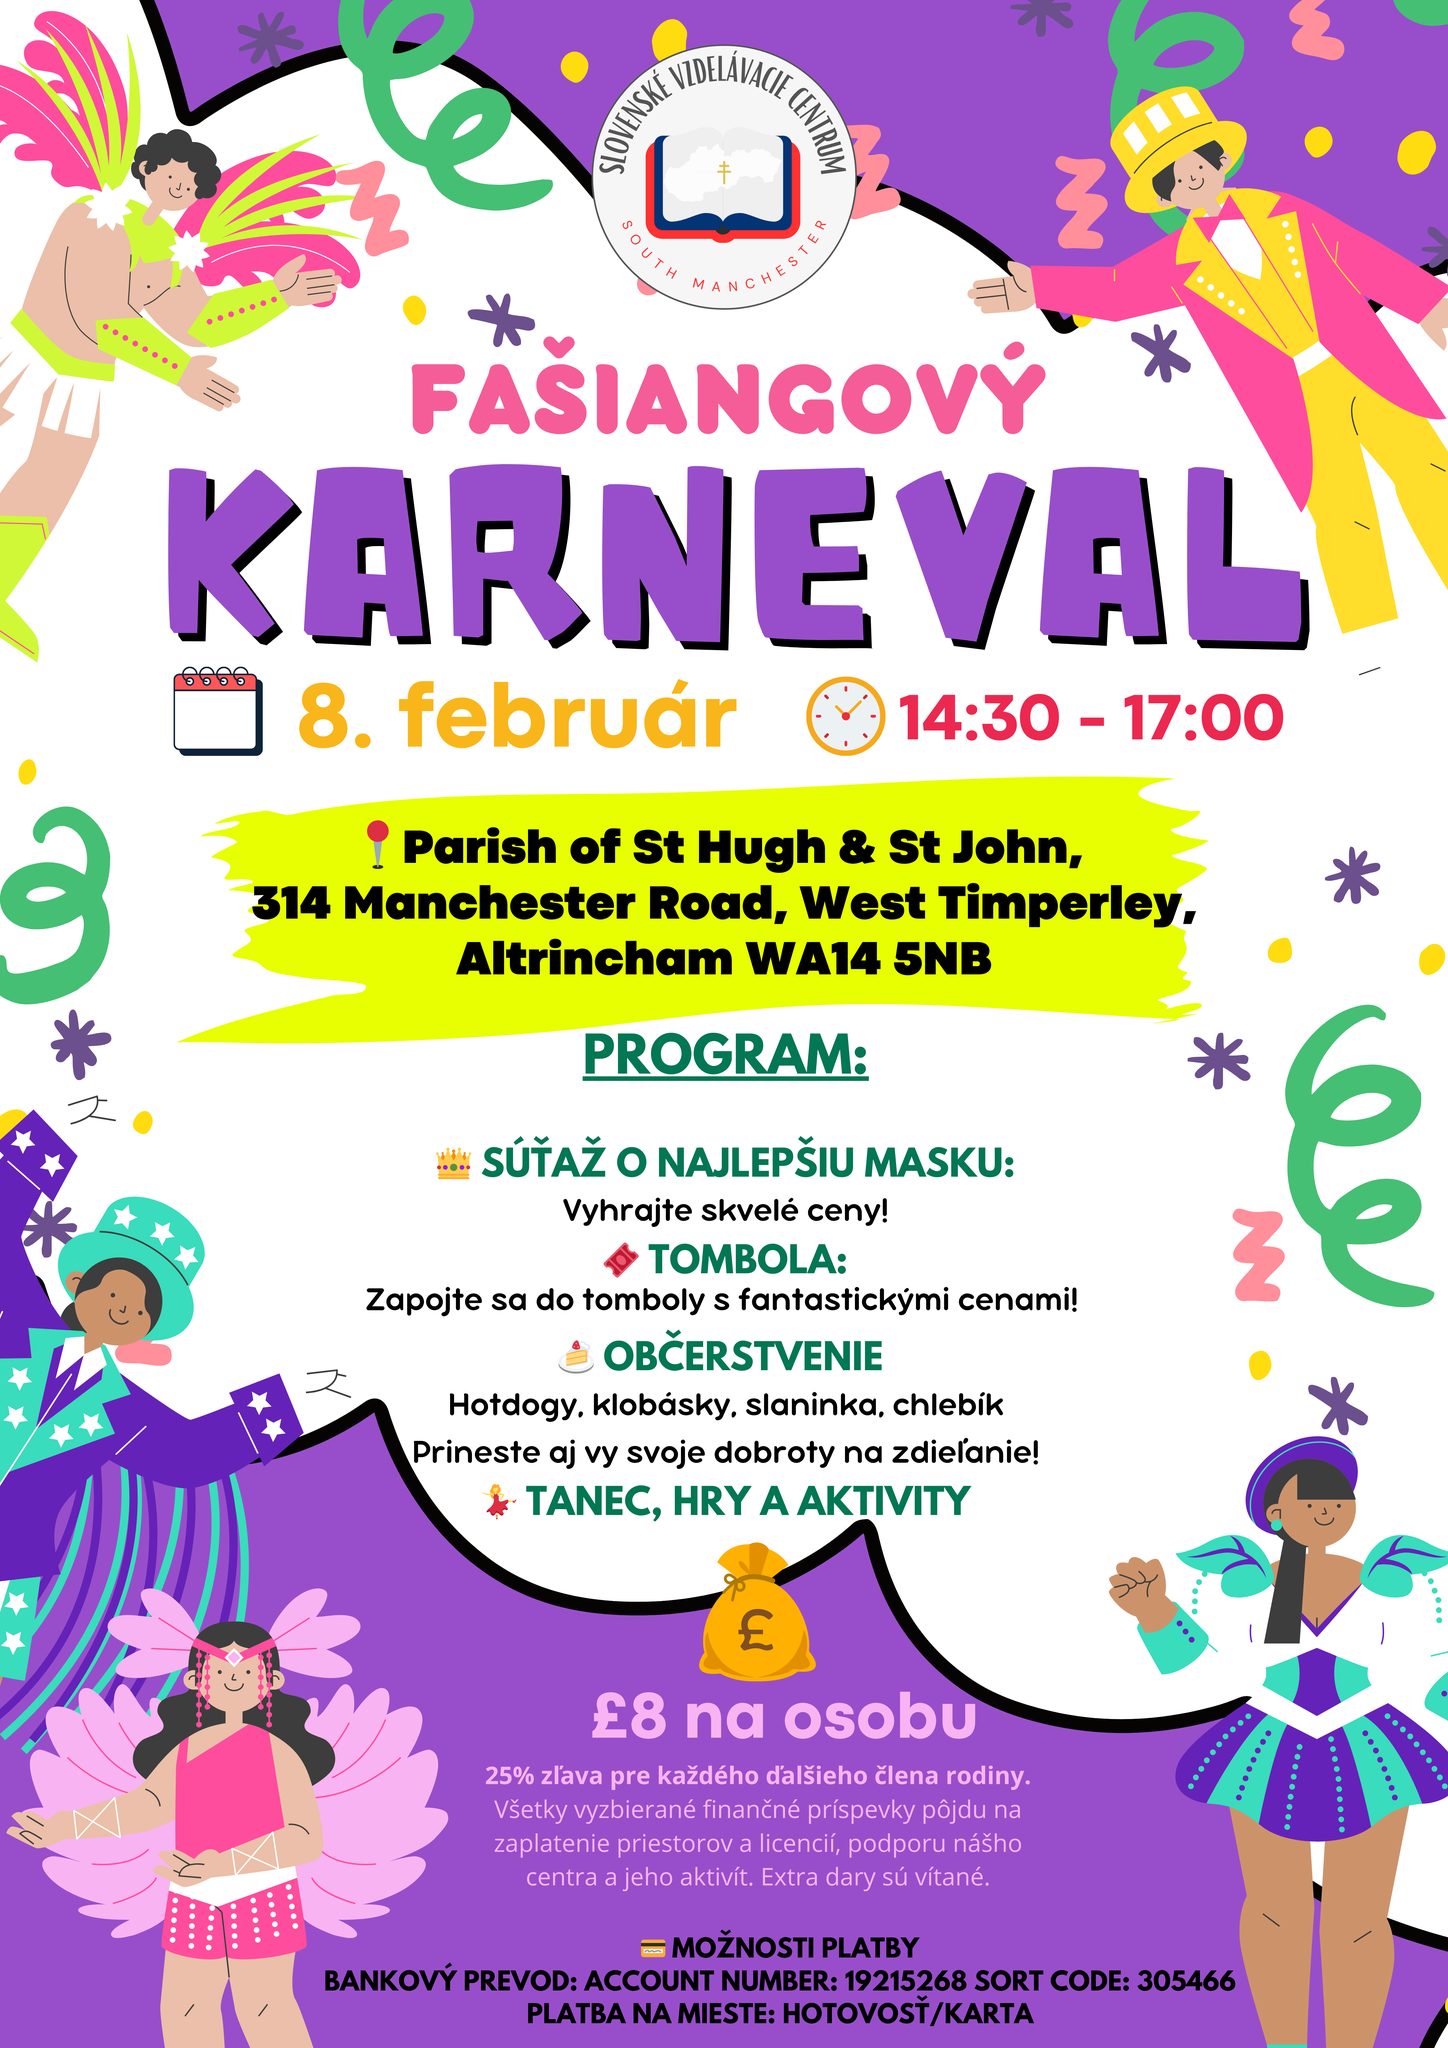 SLOVENSKÉ VZDELÁVACIE CENTRUM
SOUTH MANCHESTER
FAŠIANGOVÝ
KARNEVAL
8. február
14:30 - 17:00
Parish of St Hugh & St John,
314 Manchester Road, West Timperley,
Altrincham WA14 5NB
PROGRAM:
SÚŤAŽ O NAJLEPŠIU MASKU:
Vyhrajte skvelé ceny!
TOMBOLA:
Zapojte sa do tomboly s fantastickými cenami!
OBČERSTVENIE
Hotdogy, klobásky, slaninka, chlebík
Prineste aj vy svoje dobroty na zdieľanie!
TANEC, HRY A AKTIVITY
£
£8 na osobu
25% zľava pre každého ďalšieho člena rodiny.
Všetky vyzbierané finančné príspevky pôjdu na
zaplatenie priestorov a licencií, podporu nášho
centra a jeho aktivít. Extra dary sú vítané.
MOŽNOSTI PLATBY
BANKOVÝ PREVOD: ACCOUNT NUMBER: 19215268 SORT CODE: 305466
PLATBA NA MIESTE: HOTOVOSŤ/KARTA